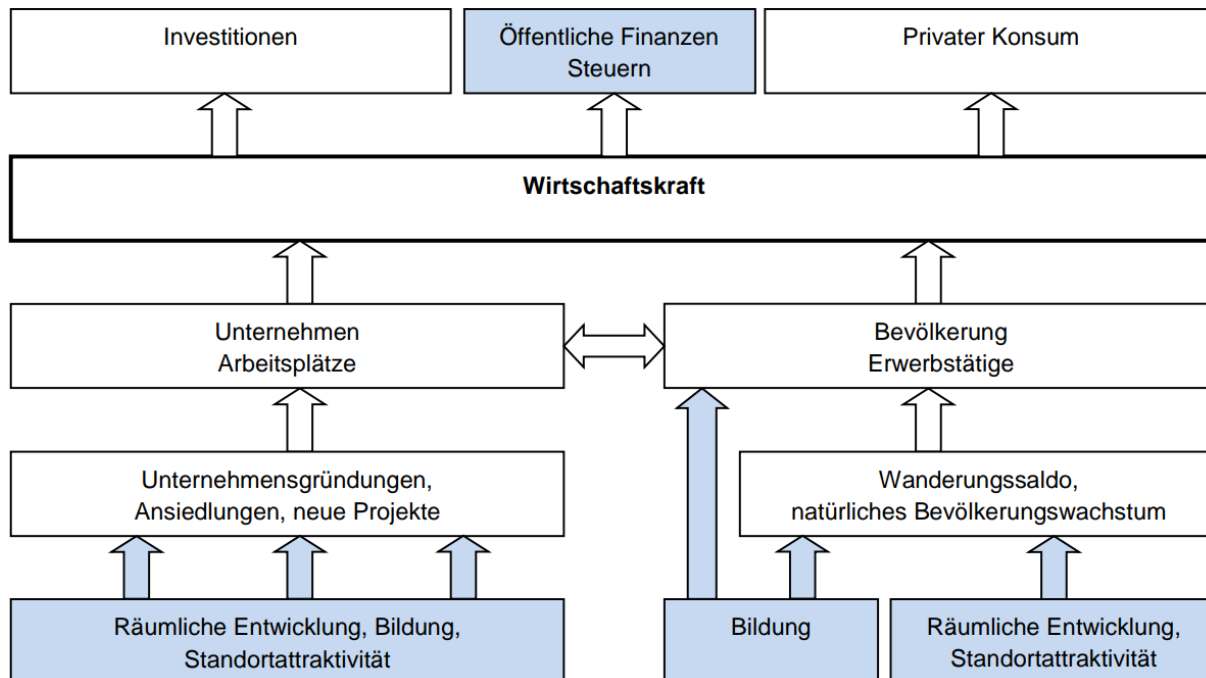 Investitionen
Öffentliche Finanzen
Steuern
Privater Konsum
Wirtschaftskraft
Unternehmen
Arbeitsplätze
Bevölkerung
Erwerbstätige
Unternehmensgründungen,
Ansiedlungen, neue Projekte
Wanderungssaldo,
natürliches Bevölkerungswachstum
Räumliche Entwicklung, Bildung,
Standortattraktivität
Bildung
Räumliche Entwicklung,
Standortattraktivität